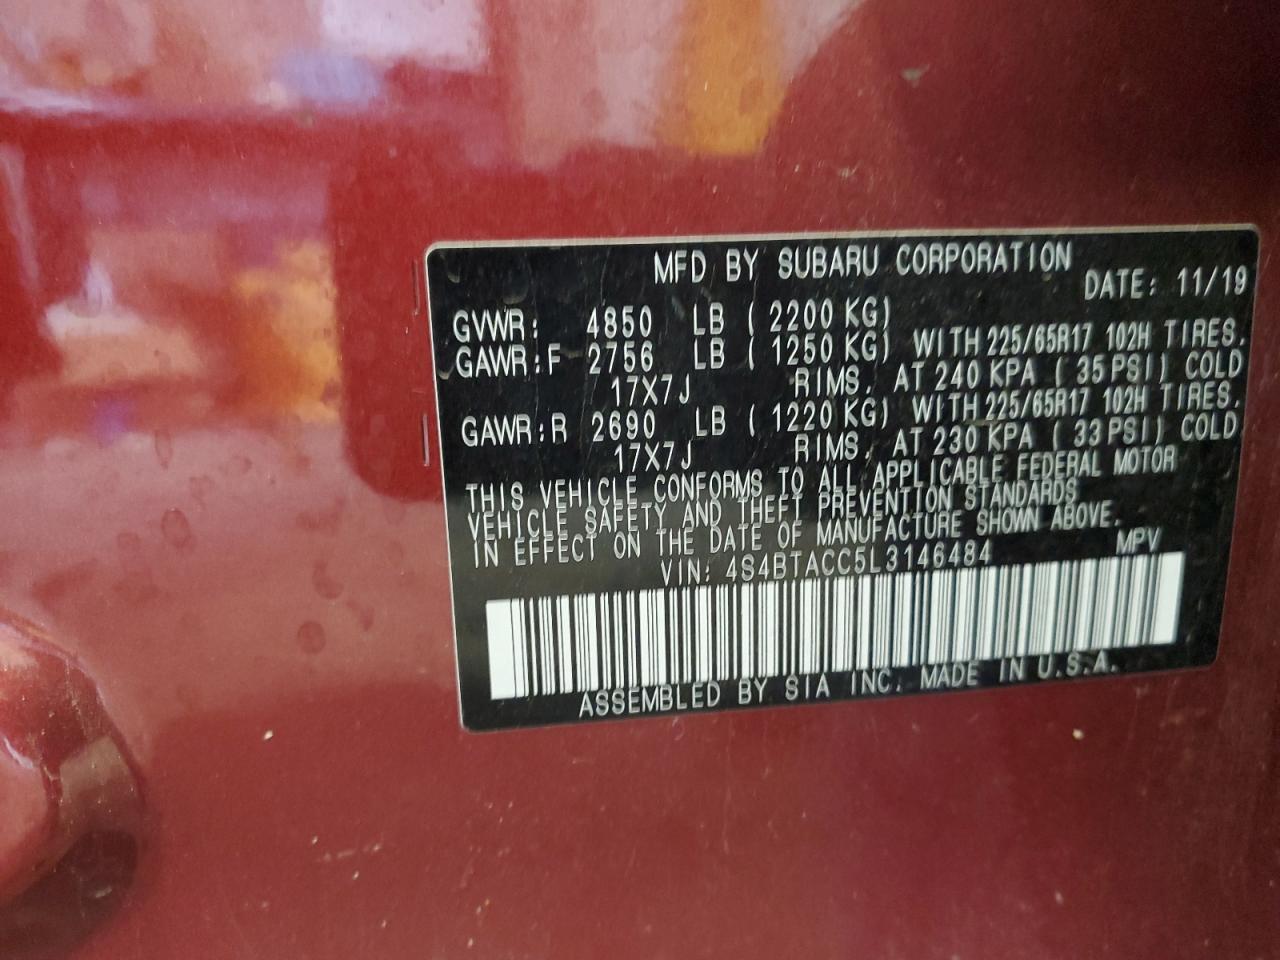 MFD BY SUBARU CORPORATION
DATE: 11/19
GVWR: 4850 LB (2200 KG)
GAWR:F 2756 LB (1250 KG) WITH 225/65R17 102H TIRES,
17X7J RIMS, AT 240 KPA (35 PSI) COLD
GAWR:R 2690 LB (1220 KG) WITH 225/65R17 102H TIRES,
17X7J RIMS, AT 230 KPA (33 PSI) COLD
THIS VEHICLE CONFORMS TO ALL APPLICABLE FEDERAL MOTOR
VEHICLE SAFETY AND THEFT PREVENTION STANDARDS
IN EFFECT ON THE DATE OF MANUFACTURE SHOWN ABOVE.
VIN: 4S4BTACC5L3146484 MPV
ASSEMBLED BY SIA INC. MADE IN U.S.A.